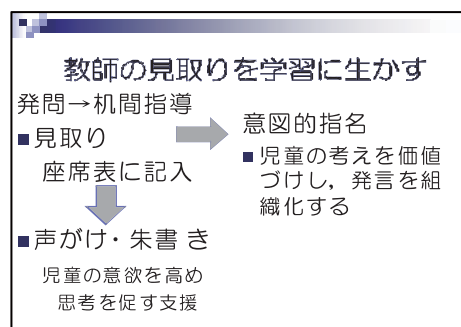 教師の見取りを学習に生かす
発問→机間指導
■見取り
座席表に記入
■声がけ・朱書き
児童の意欲を高め
思考を促す支援
意図的指名
■児童の考えを価値
づけし，発言を組
織化する